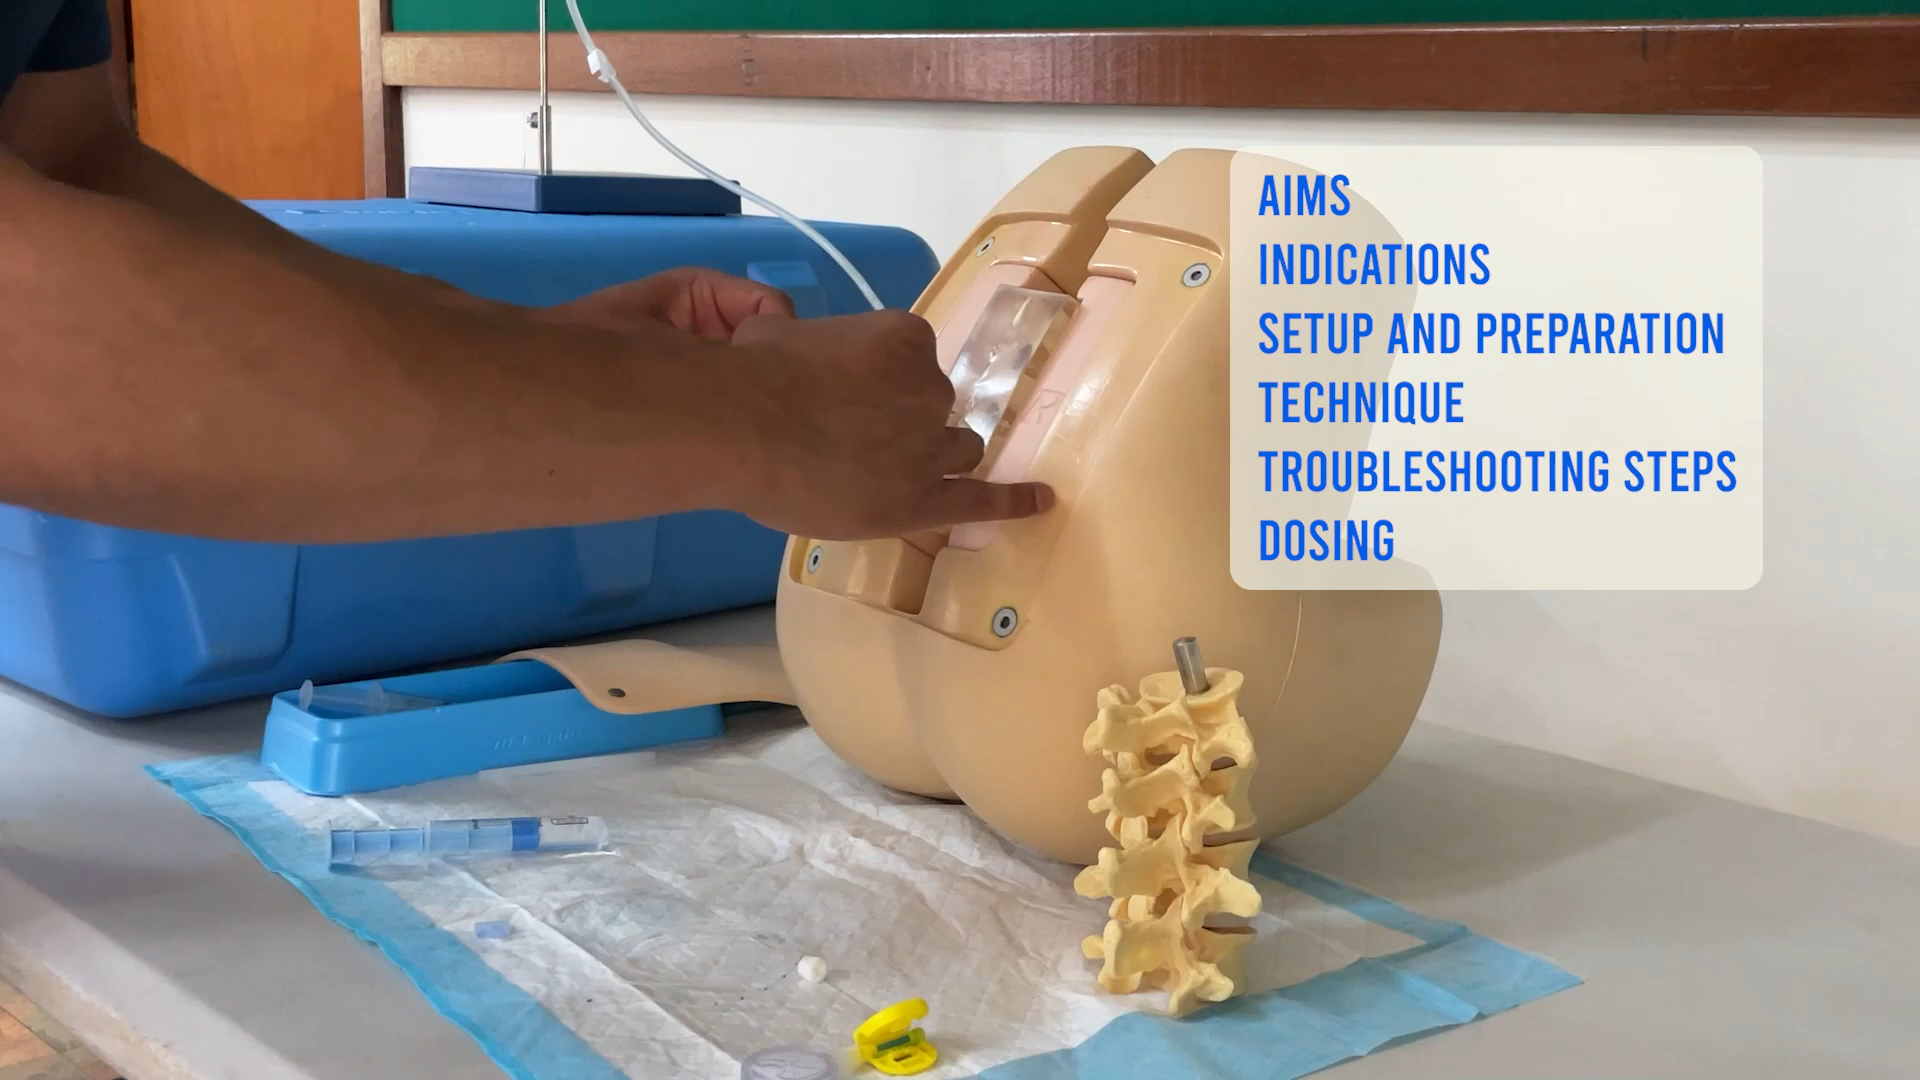 AIMS
INDICATIONS
SETUP AND PREPARATION
TECHNIQUE
TROUBLESHOOTING STEPS
DOSING
R